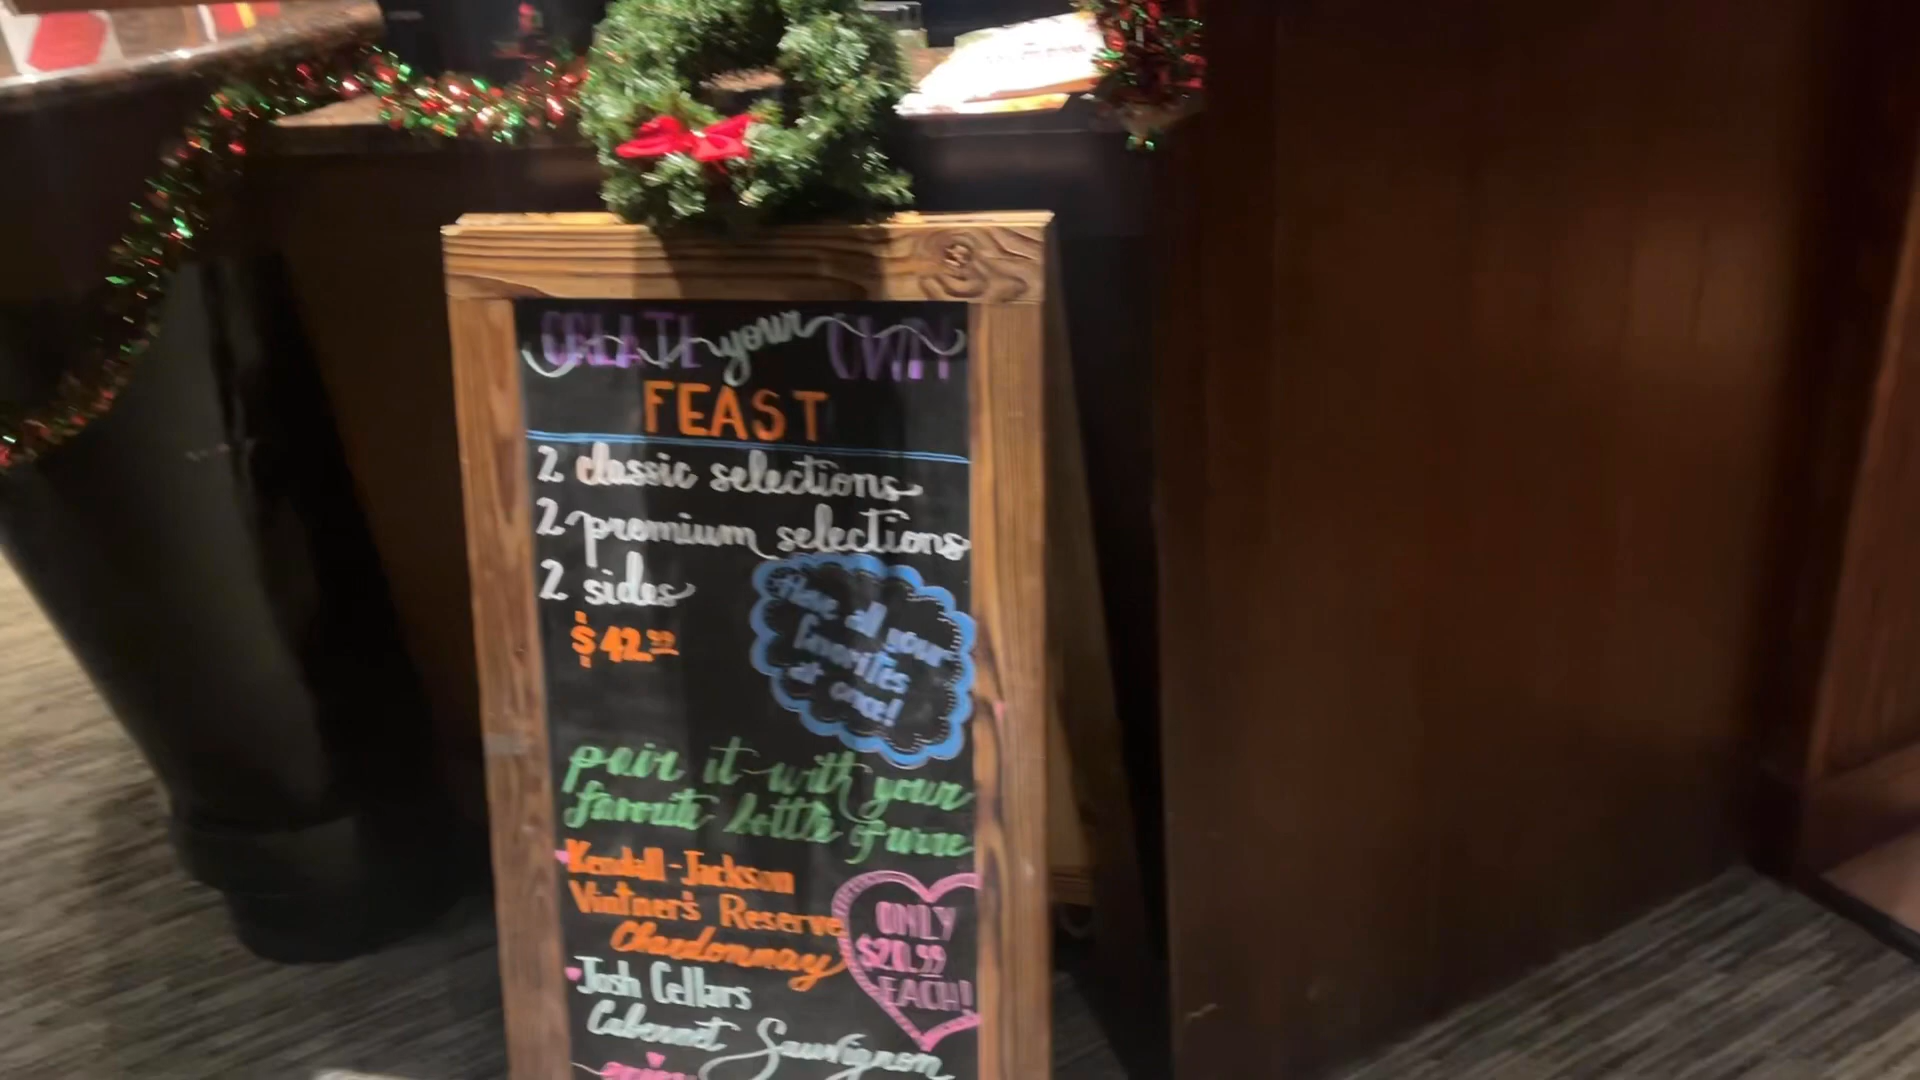 CREATE your OWN
FEAST
2 classic selections
2 premium selections
2 sides
$42.99
Have all your
favorites
at once!
pair it with your
favorite bottle of wine
Kendall-Jackson
Vintner's Reserve
Chardonnay
ONLY
$20.99
EACH!
Josh Cellars
Cabernet Sauvignon